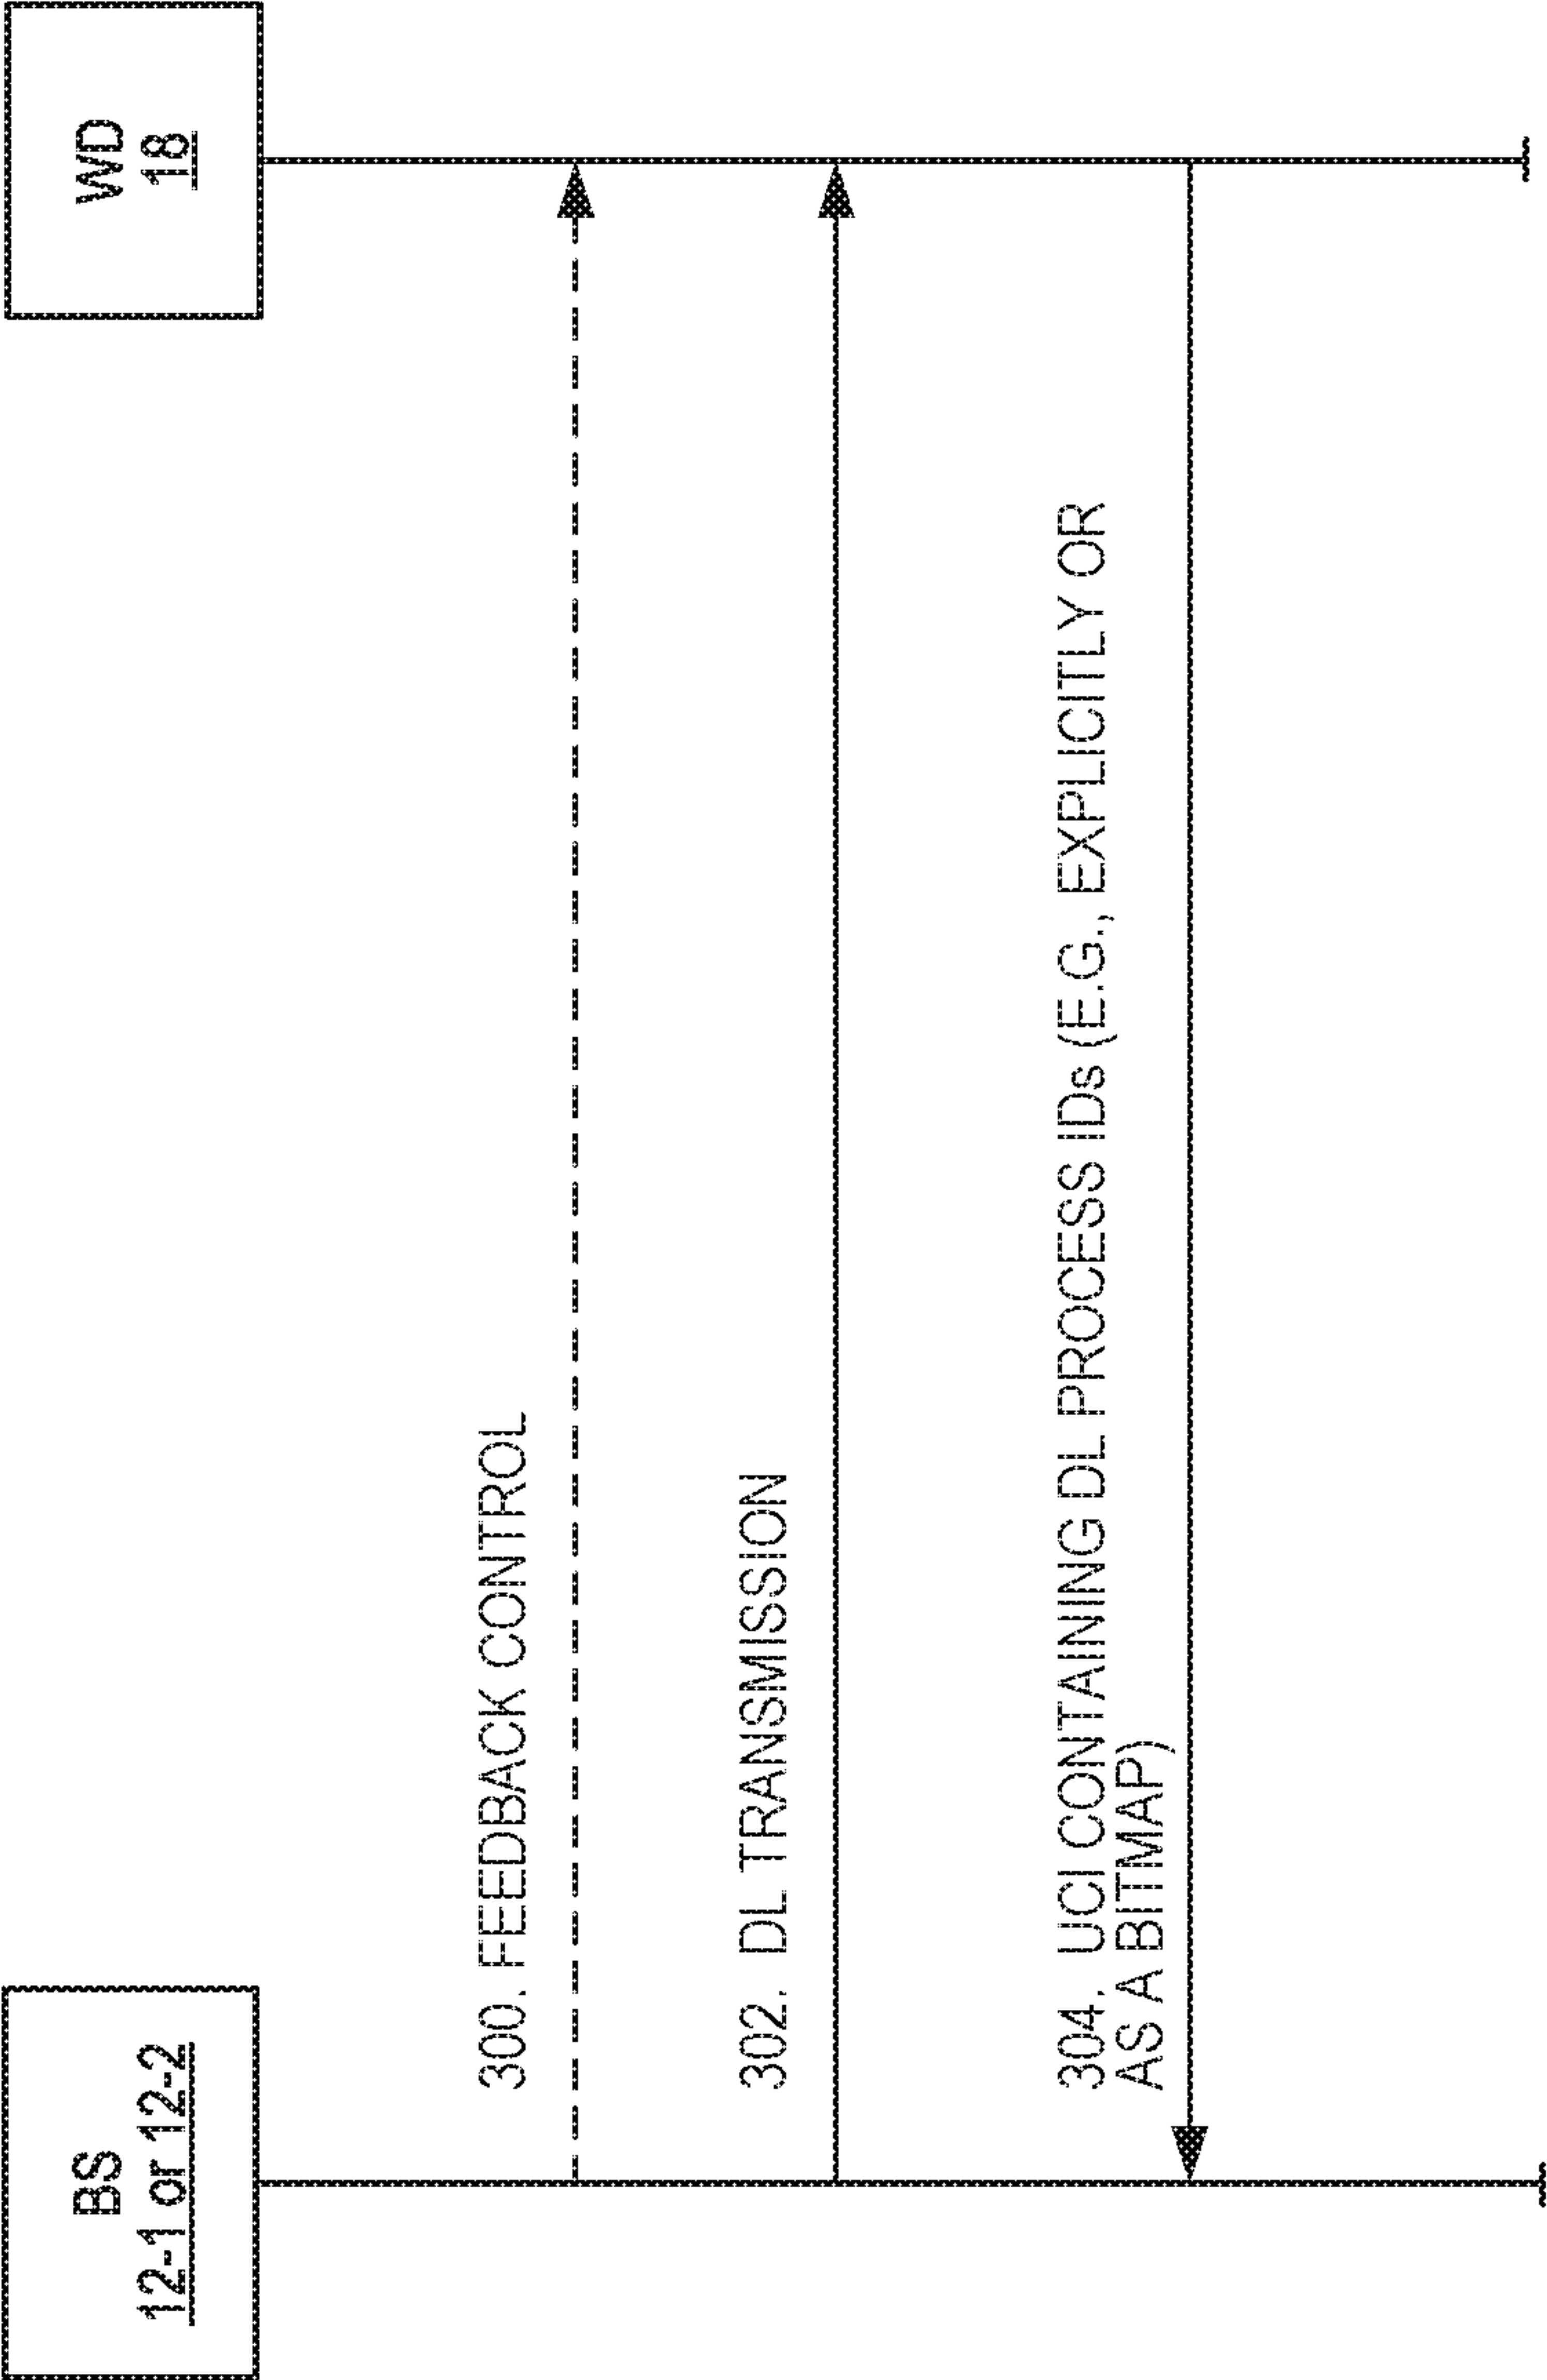 BS
12-1 or 12-2
WD
18
300. FEEDBACK CONTROL
302. DL TRANSMISSION
304. UCI CONTAINING DL PROCESS IDs (E.G., EXPLICITLY OR
AS A BITMAP)